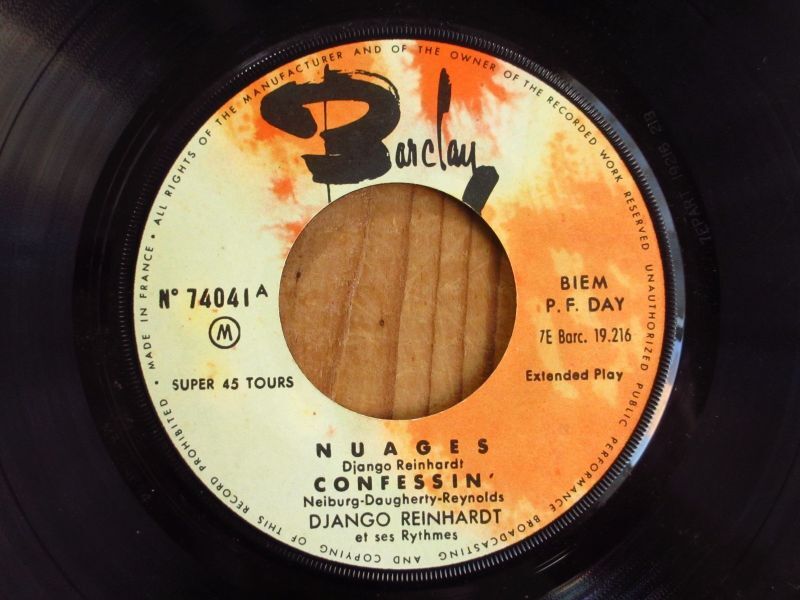 MADE IN FRANCE • ALL RIGHTS OF THE MANUFACTURER AND OF THE OWNER OF THE RECORDED WORK RESERVED UNAUTHORIZED PUBLIC PERFORMANCE BROADCASTING AND COPYING OF THIS RECORD PROHIBITED •
Barclay
N° 74041 A
M
SUPER 45 TOURS
BIEM
P. F. DAY
7E Barc. 19.216
Extended Play
NUAGES
Django Reinhardt
CONFESSIN'
Neiburg-Daugherty-Reynolds
DJANGO REINHARDT
et ses Rythmes